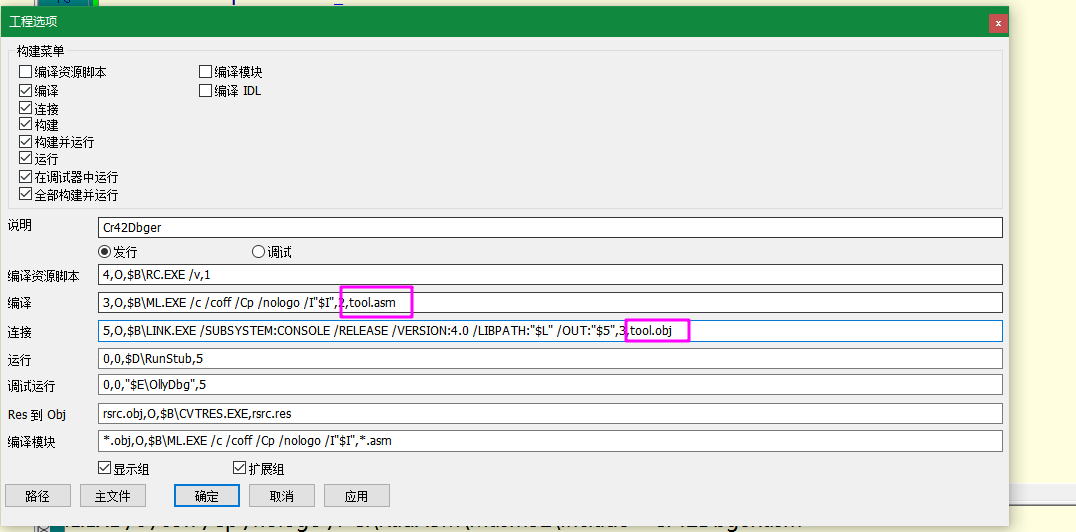 工程选项
x
构建菜单
编译资源脚本
编译模块
编译
编译 IDL
连接
构建
构建并运行
运行
在调试器中运行
全部构建并运行
说明
Cr42Dbger
发行
调试
编译资源脚本
4,O,$B\RC.EXE /v,1
编译
3,O,$B\ML.EXE /c /coff /Cp /nologo /I"$I",2,tool.asm
连接
5,O,$B\LINK.EXE /SUBSYSTEM:CONSOLE /RELEASE /VERSION:4.0 /LIBPATH:"$L" /OUT:"$5",3,tool.obj
运行
0,0,$D\RunStub,5
调试运行
0,0,"$E\OllyDbg",5
Res 到 Obj
rsrc.obj,O,$B\CVTRES.EXE,rsrc.res
编译模块
*.obj,O,$B\ML.EXE /c /coff /Cp /nologo /I"$I",*.asm
显示组
扩展组
路径
主文件
确定
取消
应用